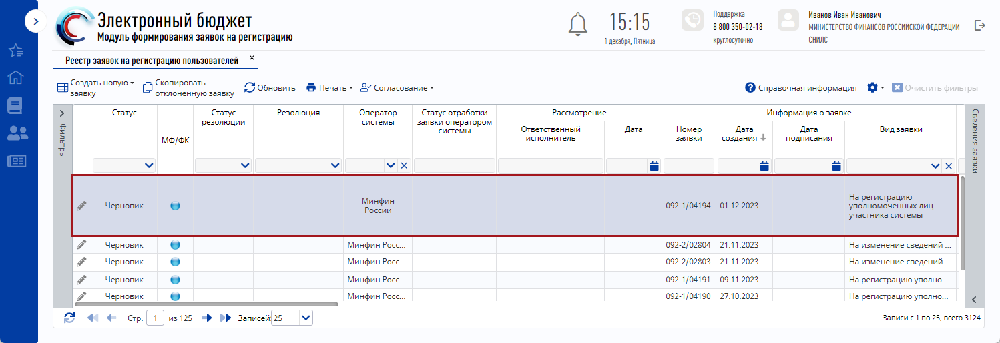 Электронный бюджет
Модуль формирования заявок на регистрацию
15:15
1 декабря, Пятница
Поддержка
8 800 350-02-18
круглосуточно
Иванов Иван Иванович
МИНИСТЕРСТВО ФИНАНСОВ РОССИЙСКОЙ ФЕДЕРАЦИИ
СНИЛС
Реестр заявок на регистрацию пользователей
Создать новую
заявку
Скопировать
отклоненную заявку
Обновить
Печать
Согласование
Справочная информация
Очистить фильтры
Фильтры
Статус
МФ/ФК
Статус
резолюции
Резолюция
Оператор
системы
Статус отработки
заявки оператором
системы
Рассмотрение
Ответственный
исполнитель
Дата
Информация о заявке
Номер
заявки
Дата
создания
Дата
подписания
Вид заявки
Сведения заявки
Черновик
Минфин
России
092-1/04194 01.12.2023
На регистрацию
уполномоченных лиц
участника системы
Черновик Минфин Росс... 092-2/02804 21.11.2023 На изменение сведений ...
Черновик Минфин Росс... 092-2/02803 21.11.2023 На изменение сведений ...
Черновик Минфин Росс... 092-1/04191 09.11.2023 На регистрацию уполно...
Черновик Минфин Росс... 092-1/04190 27.10.2023 На регистрацию уполно...
Стр. 1 из 125 Записей 25 Записи с 1 по 25, всего 3124